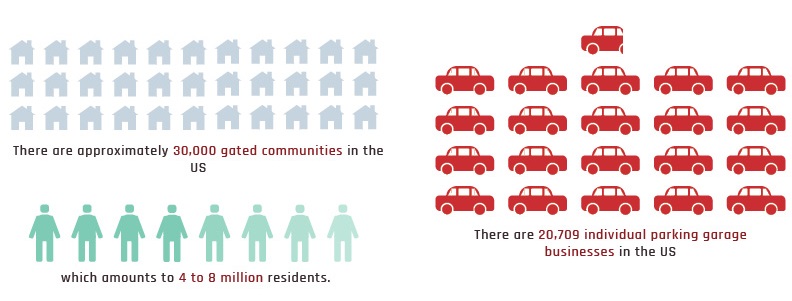 There are approximately 30,000 gated communities in the
US
which amounts to 4 to 8 million residents.
There are 20,709 individual parking garage
businesses in the US